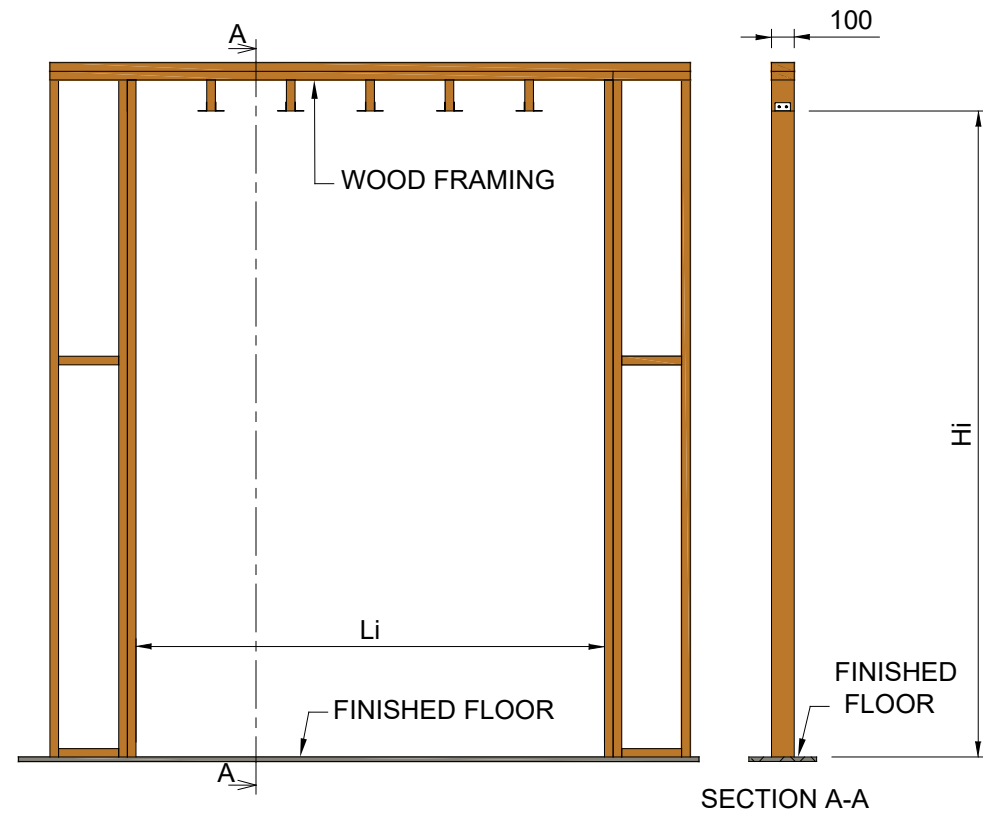 A
100
WOOD FRAMING
Hi
Li
FINISHED
FLOOR
FINISHED FLOOR
A
SECTION A-A